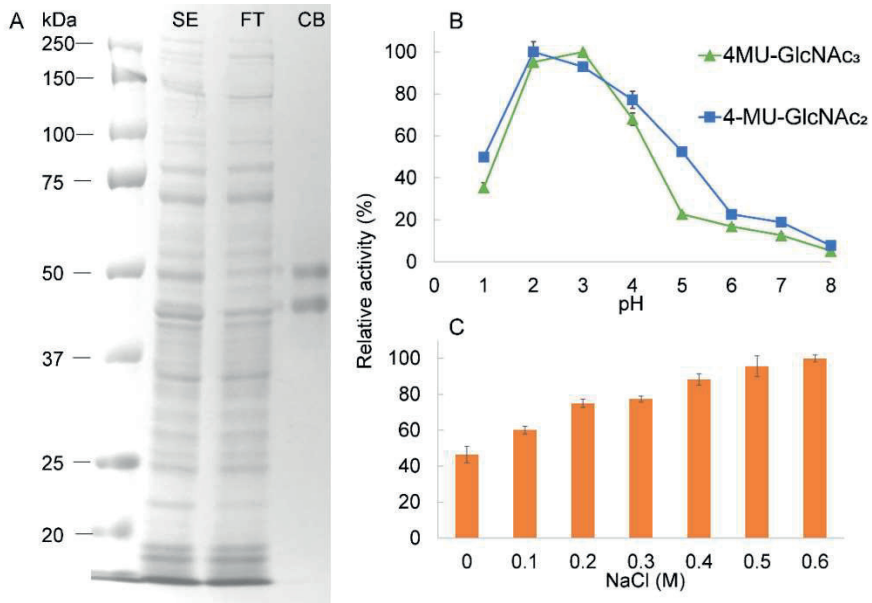 A
kDa
SE FT CB
250
150
100
75
50
37
25
20
B
Relative activity (%)
100
80
60
40
20
0
0 1 2 3 4 5 6 7 8
pH
4MU-GlcNAc₃
4-MU-GlcNAc₂
C
100
80
60
40
20
0
0 0.1 0.2 0.3 0.4 0.5 0.6
NaCl (M)